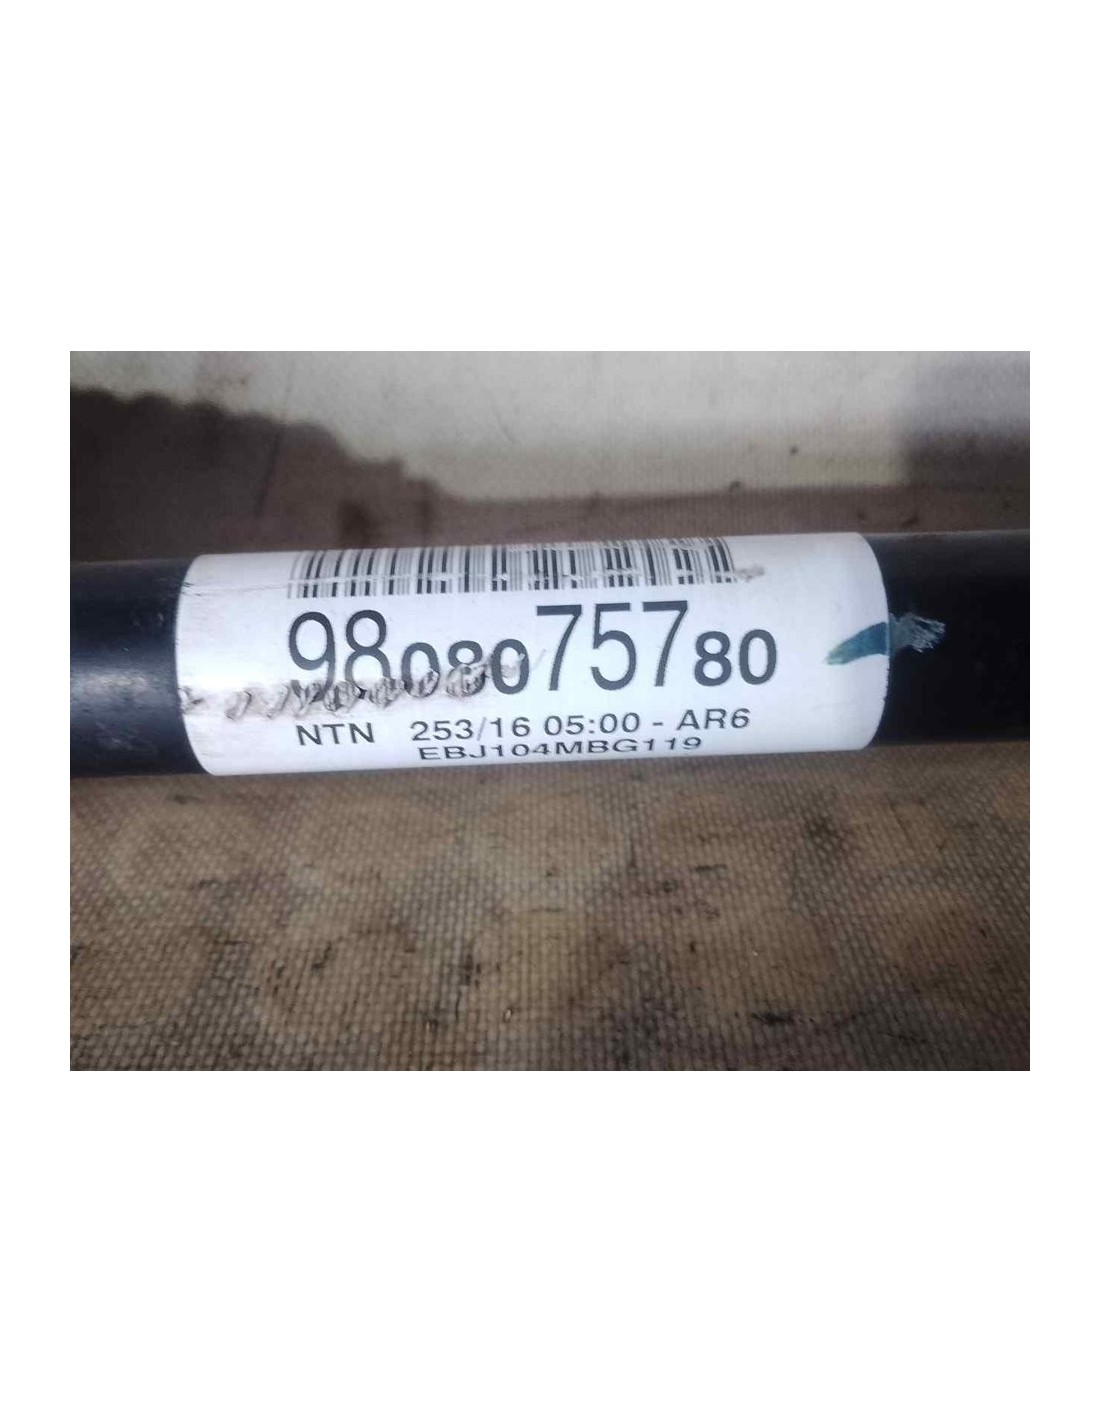 9808075780
NTN 253/16 05:00 - AR6
EBJ104MBG119